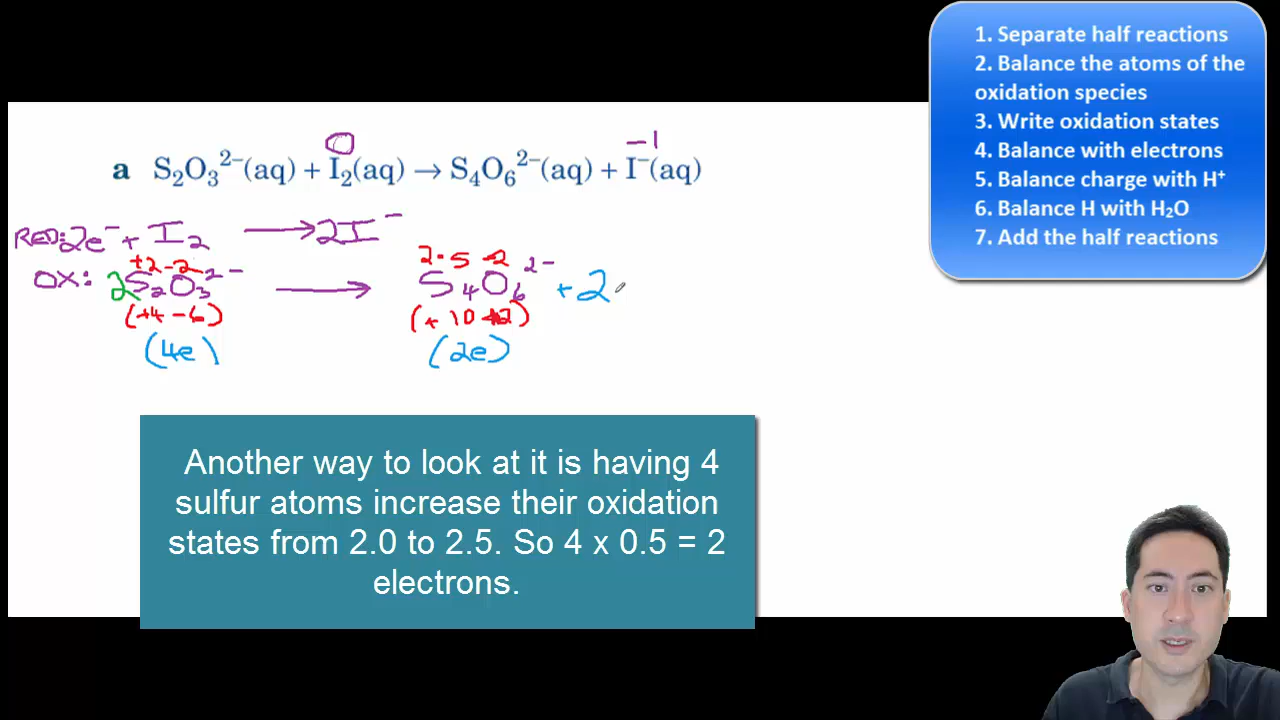 1. Separate half reactions
2. Balance the atoms of the
oxidation species
3. Write oxidation states
4. Balance with electrons
5. Balance charge with H⁺
6. Balance H with H₂O
7. Add the half reactions
0 −1
a S₂O₃²⁻(aq) + I₂(aq) → S₄O₆²⁻(aq) + I⁻(aq)
RED: 2e⁻ + I₂ → 2I⁻
+2 −2 2.5 −2
OX: 2S₂O₃²⁻ → S₄O₆²⁻ + 2
(+4 −6) (+10 −12)
(4e) (2e)
Another way to look at it is having 4
sulfur atoms increase their oxidation
states from 2.0 to 2.5. So 4 x 0.5 = 2
electrons.